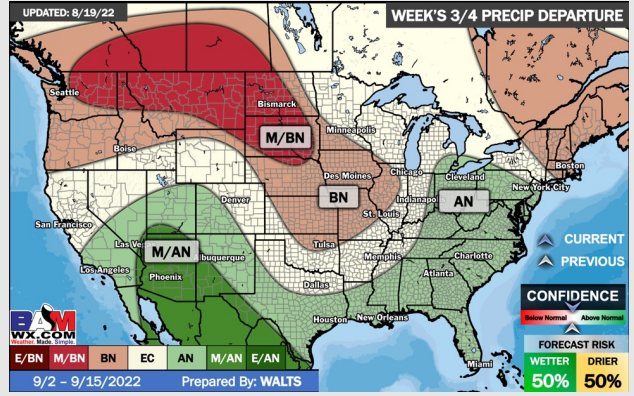 UPDATED: 8/19/22
WEEK'S 3/4 PRECIP DEPARTURE
Seattle
Bismarck
M/BN
Minneapolis
Boise
Boston
Chicago
Cleveland
Des Moines
New York City
BN
AN
Denver
Indianapo
St. Louis
San Francisco
CURRENT
Las Ve
M/AN
Tulsa
lbuquerque
Memphis
Charlotte
PREVIOUS
Los Angeles
Phoenix
Atlanta
Dallas
CONFIDENCE
Houston
New Orleans
Below Normal
Above Normal
BAM
WX.COM
Weather. Made. Simple.
FORECAST RISK
E/BN M/BN BN EC AN M/AN E/AN
WETTER
DRIER
Miami
50%
50%
9/2 – 9/15/2022
Prepared By: WALTS